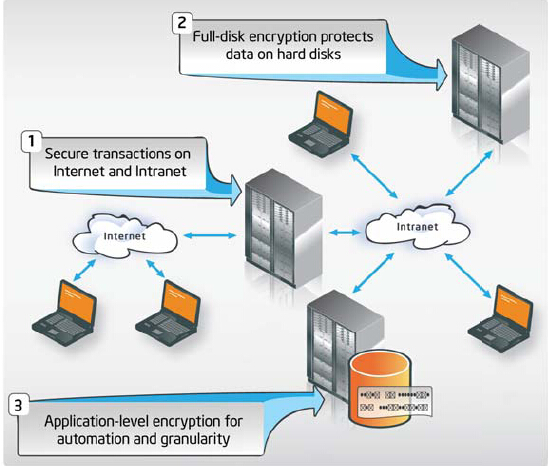 2
Full-disk encryption protects
data on hard disks
1
Secure transactions on
Internet and Intranet
Internet
Intranet
3
Application-level encryption for
automation and granularity